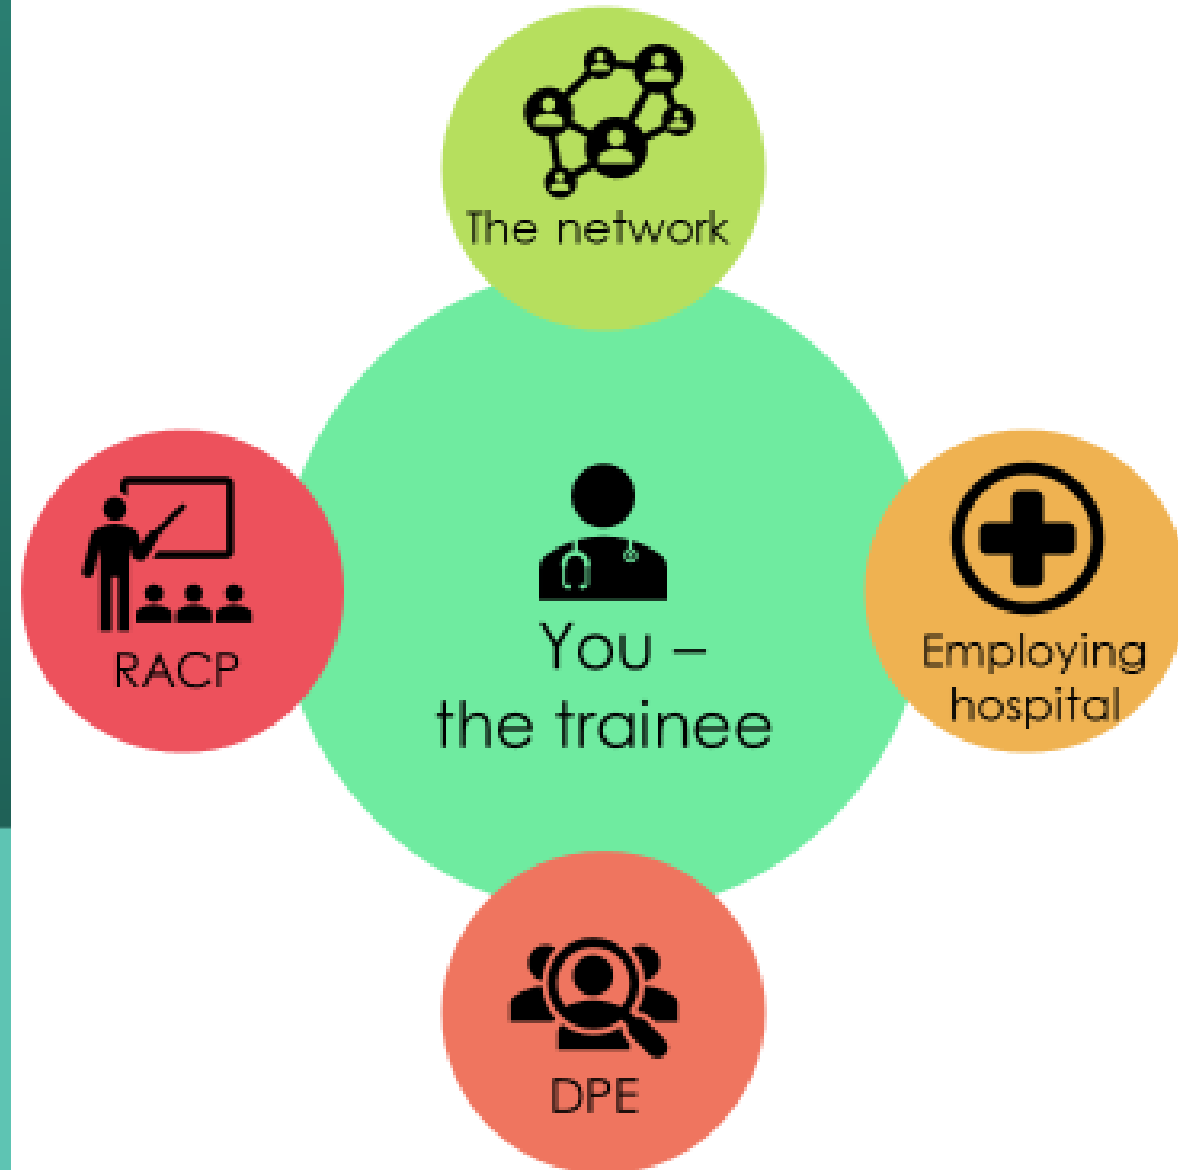 The network
RACP
You –
the trainee
Employing
hospital
DPE